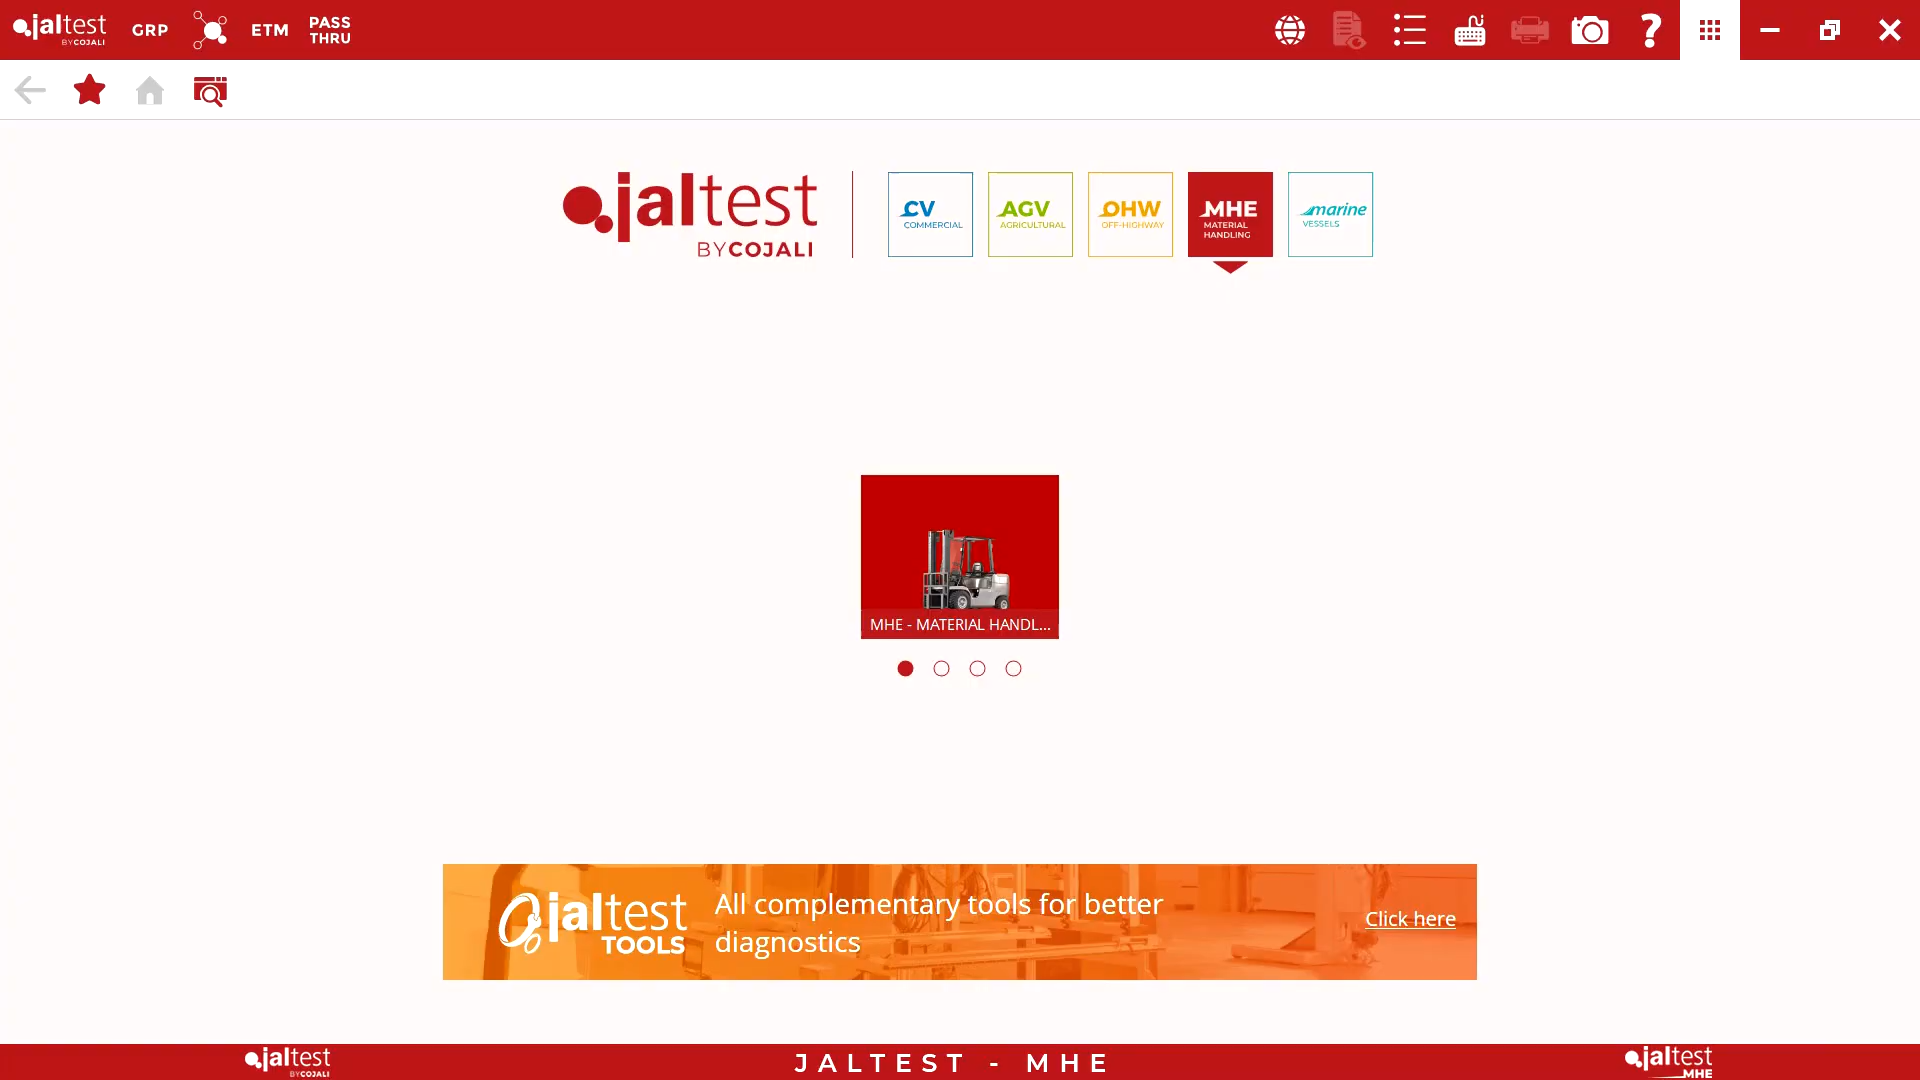 jaltest
BYCOJALI
GRP
ETM
PASS
THRU
jaltest
BYCOJALI
CV
COMMERCIAL
AGV
AGRICULTURAL
OHW
OFF-HIGHWAY
MHE
MATERIAL
HANDLING
marine
VESSELS
MHE - MATERIAL HANDL...
jaltest
TOOLS
All complementary tools for better
diagnostics
Click here
jaltest
BYCOJALI
JALTEST - MHE
jaltest
MHE